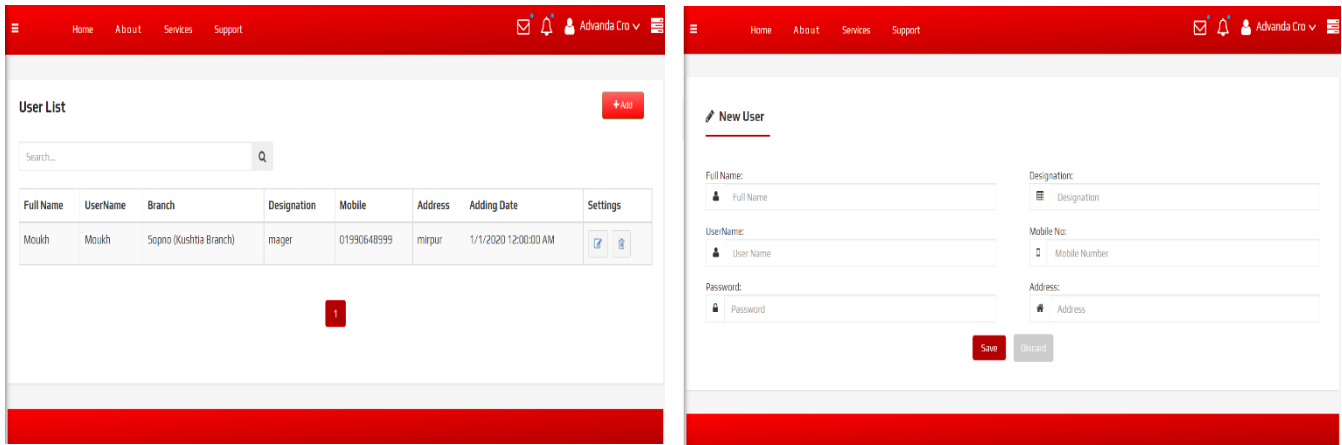 Home About Services Support Advanda Cro
User List
+Add
Search...
Full Name UserName Branch Designation Mobile Address Adding Date Settings
Moukh Moukh Sopno (Kushtia Branch) mager 01990648999 mirpur 1/1/2020 12:00:00 AM
1
Home About Services Support Advanda Cro
New User
Full Name: Designation:
Full Name Designation
UserName: Mobile No:
User Name Mobile Number
Password: Address:
Password Address
Save Discard